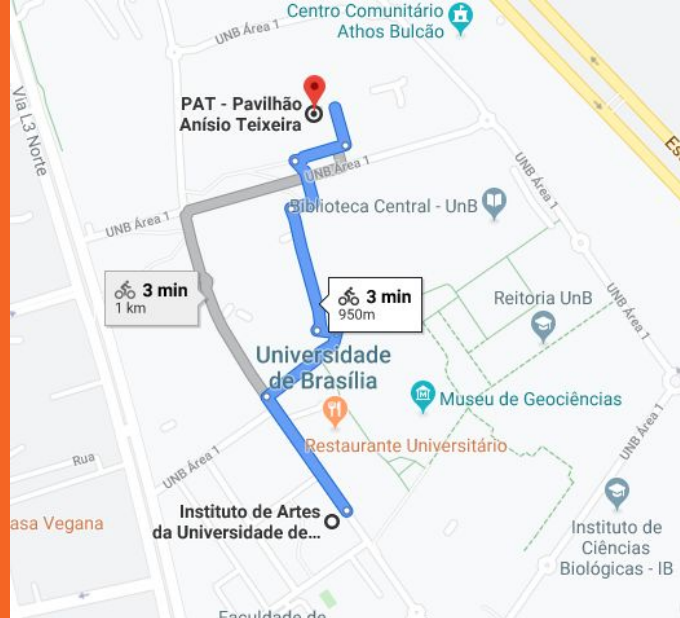 Centro Comunitário
Athos Bulcão
UNB Área 1
Via L3 Norte
PAT - Pavilhão
Anísio Teixeira
UNB Área 1
UNB Área 1
Biblioteca Central - UnB
UNB Área 1
3 min
1 km
3 min
950m
Reitoria UnB
UNB Área 1
Universidade
de Brasília
Museu de Geociências
Restaurante Universitário
UNB Área 1
Rua
UNB Área 1
asa Vegana
Instituto de Artes
da Universidade de...
Instituto de
Ciências
Biológicas - IB
Faculdade de